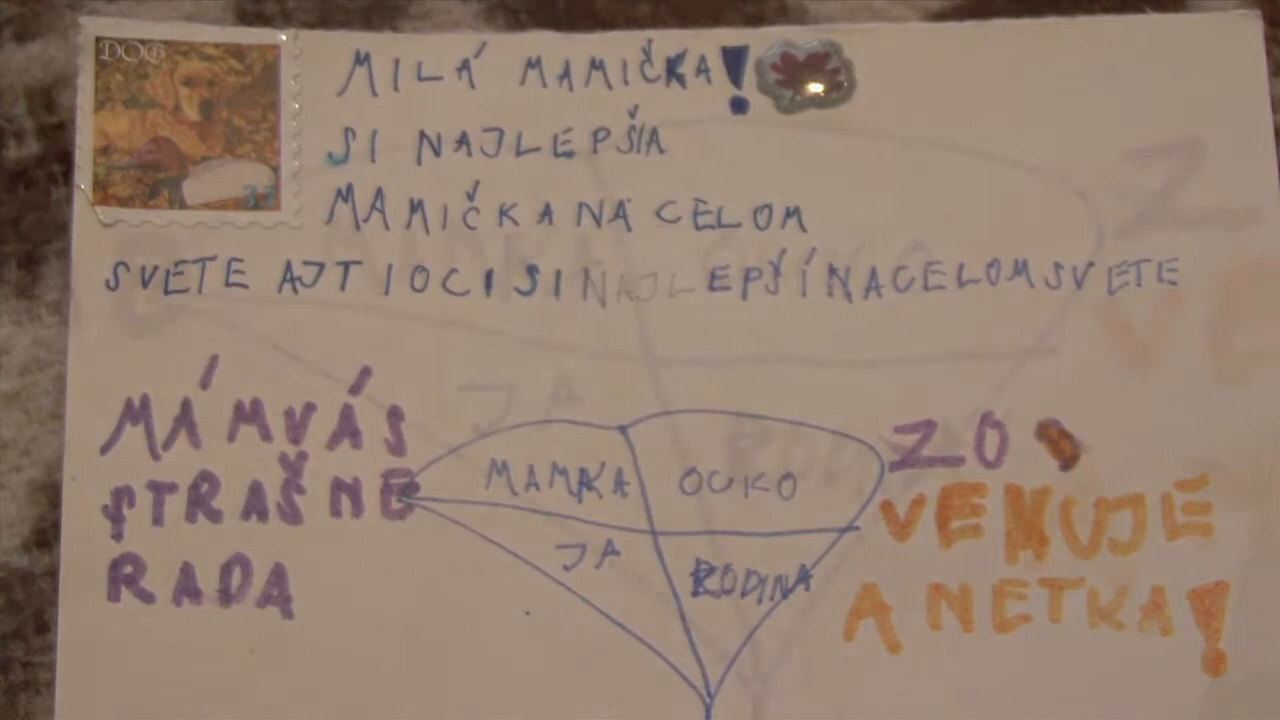 DOG
37
MILÁ MAMIČKA!
SI NAJLEPŠIA
MAMIČKA NA CELOM
SVETE AJ TI OCI SI NAJLEPŠÍ NA CELOM SVETE
MÁM VÁS
STRAŠNE
RADA
MAMKA
OCKO
JA
RODINA
ZO
VENUJE
ANETKA!